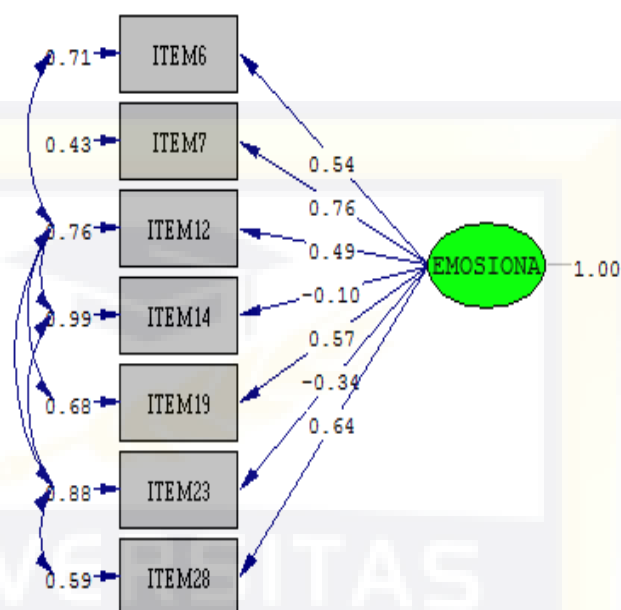 0.71 ITEM6
0.43 ITEM7
0.54
0.76
0.76 ITEM12
0.49
EMOSIONA 1.00
-0.10
0.99 ITEM14
0.57
-0.34
0.68 ITEM19
0.64
0.88 ITEM23
0.59 ITEM28
VERSITAS